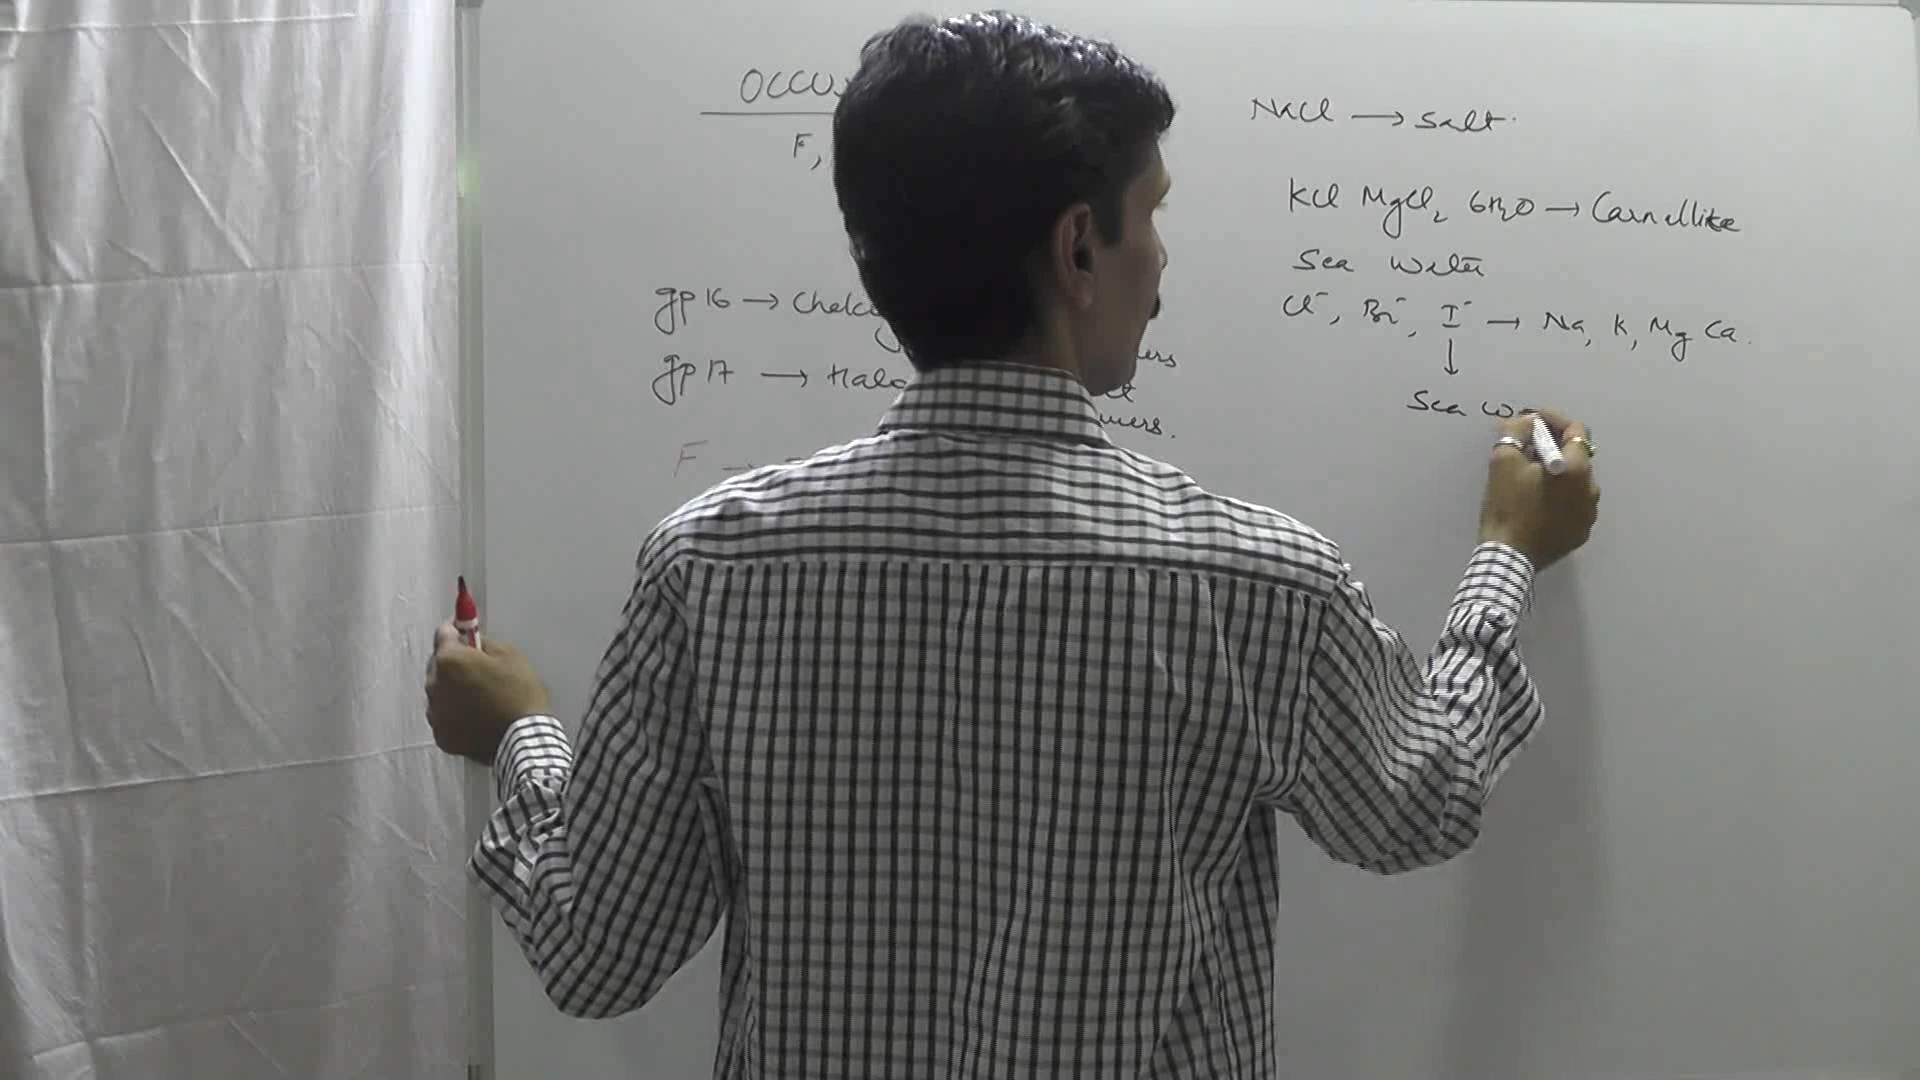 OCCU
F,
gp 16 → Chalc
gp 17 → Halo
mers.
F →
NaCl → Salt.
KCl MgCl₂ 6H₂O → Carnallite
Sea Water
Cl⁻, Br⁻, I⁻ → Na, K, Mg Ca.
↓
Sea w